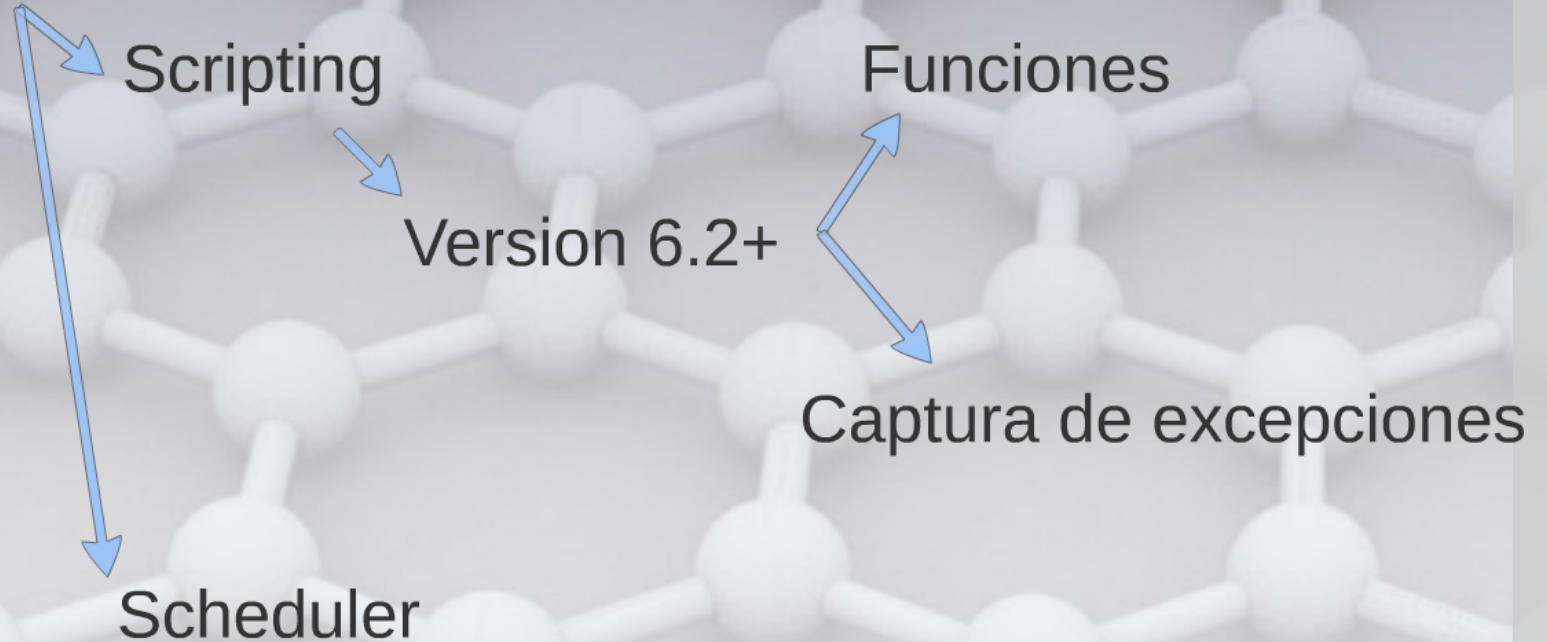 Scripting
Funciones
Version 6.2+
Captura de excepciones
Scheduler